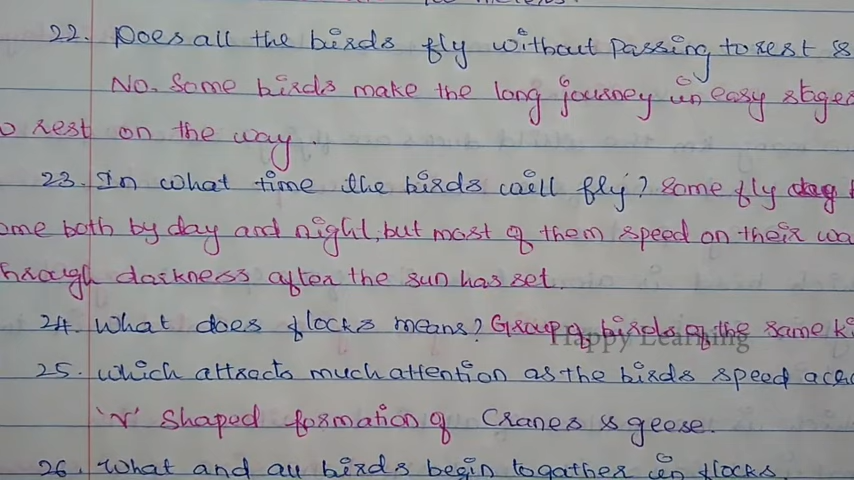 22. Does all the birds fly without passing to rest
No. Some birds make the long journey in easy stages
rest on the way.
23. In what time the birds will fly? Some fly day
ome both by day and night, but most of them speed on their wa
hrough darkness after the sun has set.
24. What does flocks means? Group of birds of the same ki
Happy Learning
25. Which attracts much attention as the birds speed acro
'V' shaped formation of Cranes & geese.
26. What and all birds begin togather in flocks.